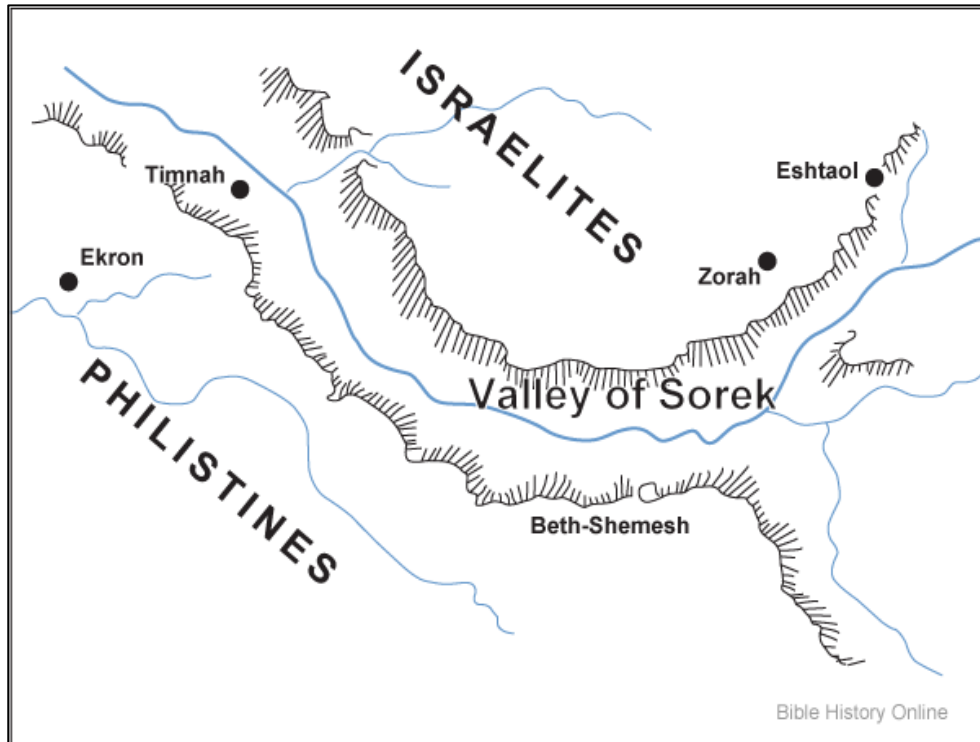 ISRAELITES
Timnah
Eshtaol
Ekron
Zorah
PHILISTINES
Valley of Sorek
Beth-Shemesh
Bible History Online